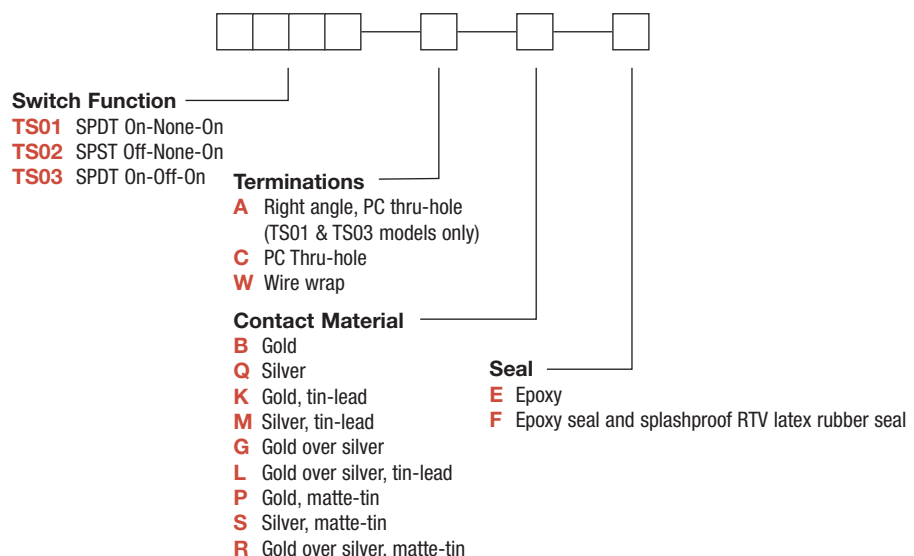 Switch Function
TS01 SPDT On-None-On
TS02 SPST Off-None-On
TS03 SPDT On-Off-On
Terminations
A Right angle, PC thru-hole
(TS01 & TS03 models only)
C PC Thru-hole
W Wire wrap
Contact Material
B Gold
Q Silver
K Gold, tin-lead
M Silver, tin-lead
G Gold over silver
L Gold over silver, tin-lead
P Gold, matte-tin
S Silver, matte-tin
R Gold over silver, matte-tin
Seal
E Epoxy
F Epoxy seal and splashproof RTV latex rubber seal